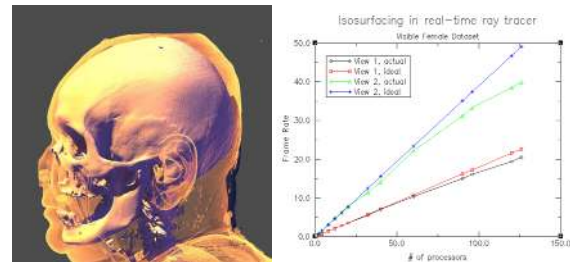 Isosurfacing in real-time ray tracer
Visible Female Dataset
50.0
40.0
30.0
20.0
10.0
0.0
Frame Rate
View 1, actual
View 1, ideal
View 2, actual
View 2, ideal
0.0
50.0
100.0
150.0
# of processors